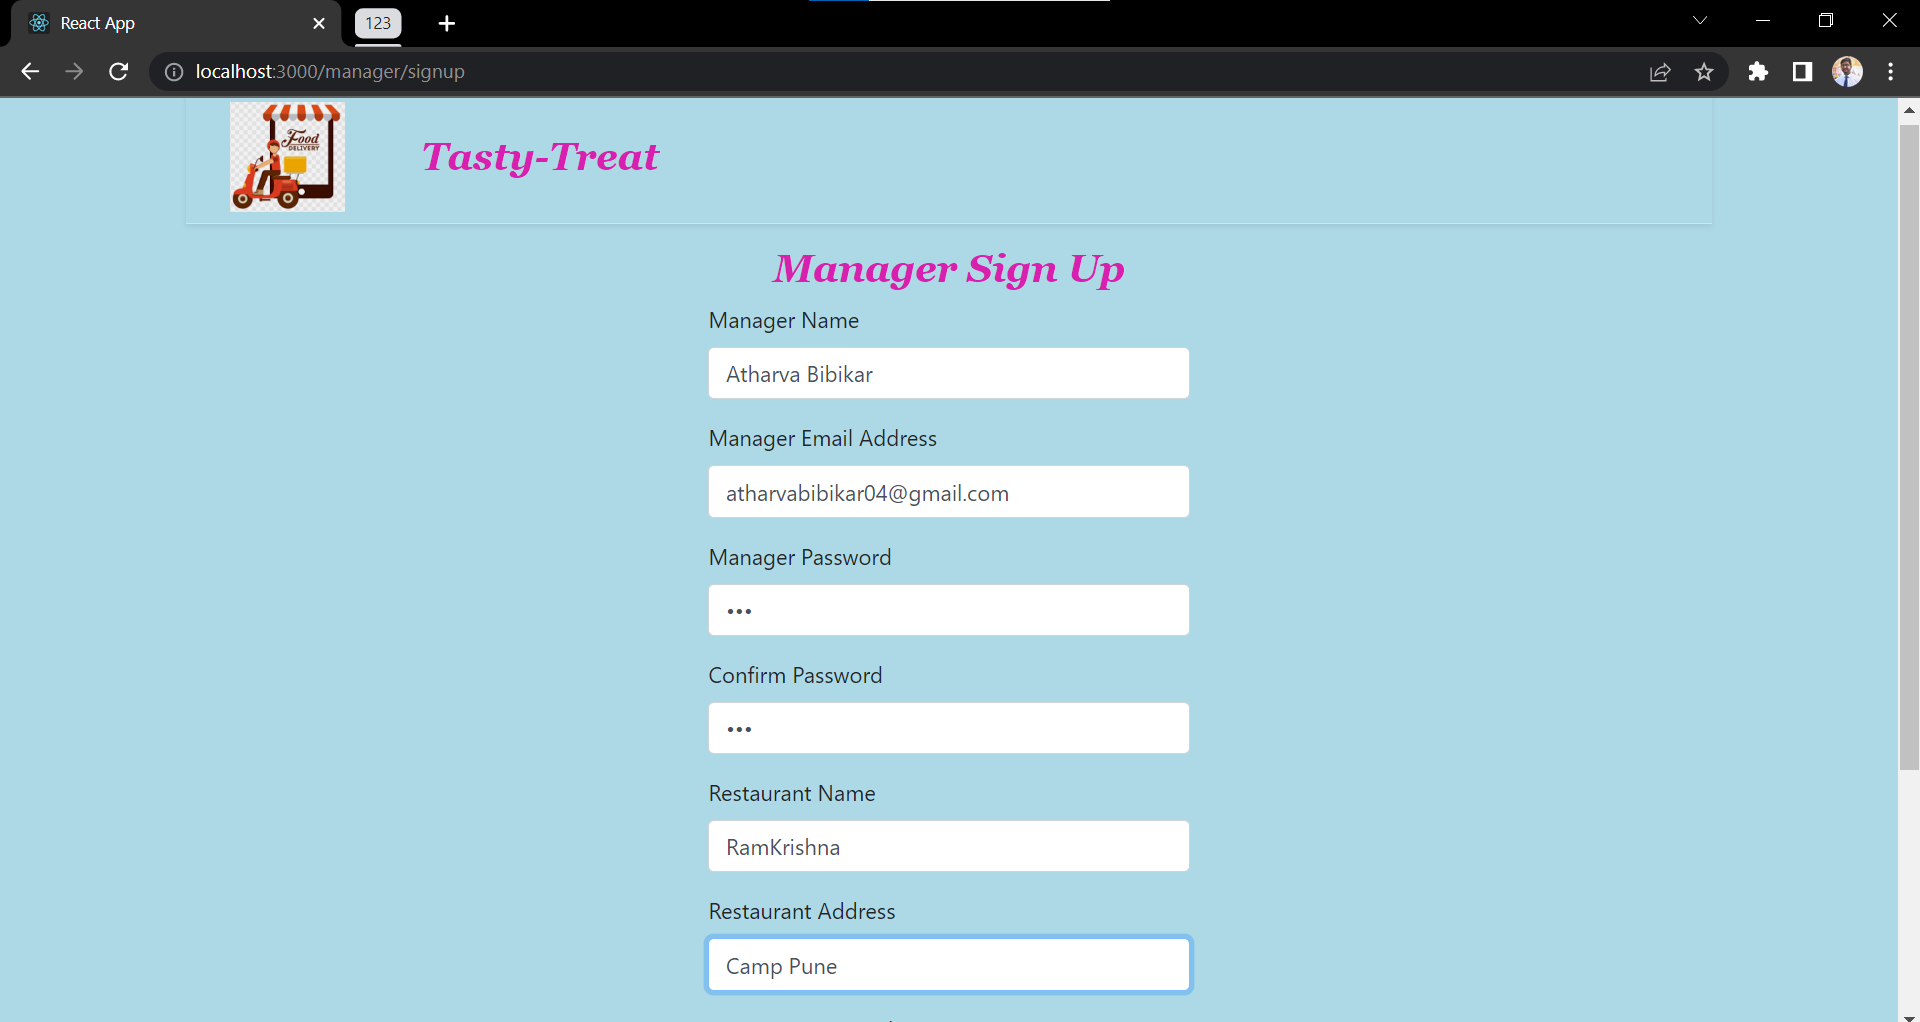 React App
123
localhost:3000/manager/signup
Food
DELIVERY
Tasty-Treat
Manager Sign Up
Manager Name
Atharva Bibikar
Manager Email Address
atharvabibikar04@gmail.com
Manager Password
•••
Confirm Password
•••
Restaurant Name
RamKrishna
Restaurant Address
Camp Pune